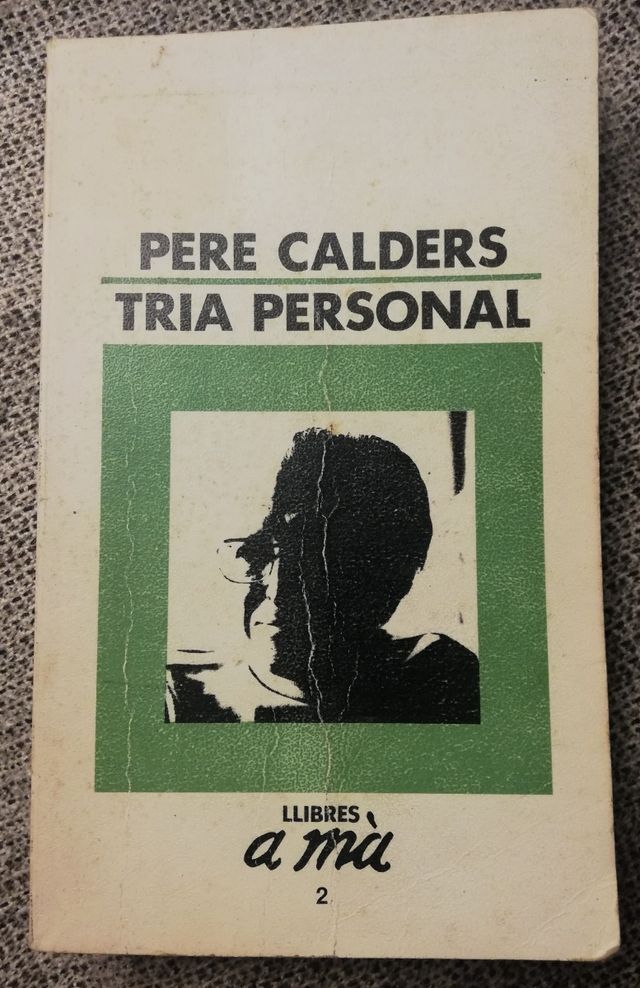 PERE CALDERS
TRIA PERSONAL
LLIBRES
a mà
2